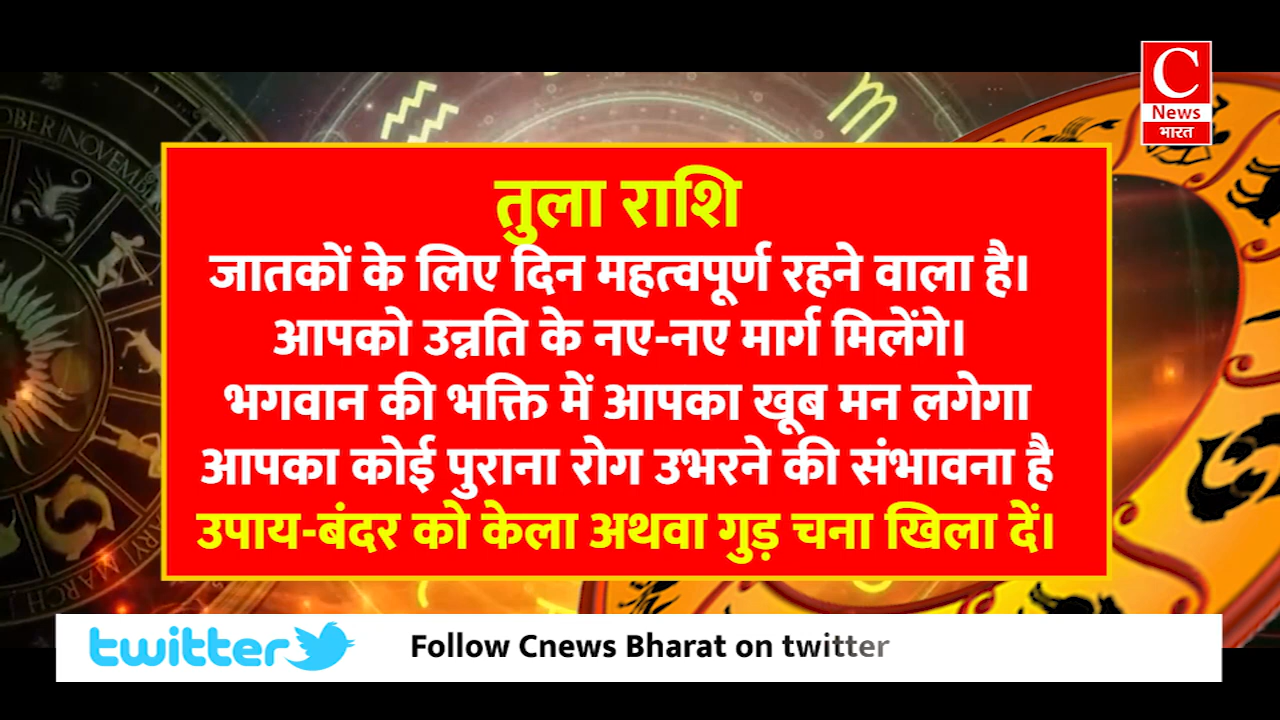 C
News
भारत
तुला राशि
जातकों के लिए दिन महत्वपूर्ण रहने वाला है।
आपको उन्नति के नए-नए मार्ग मिलेंगे।
भगवान की भक्ति में आपका खूब मन लगेगा
आपका कोई पुराना रोग उभरने की संभावना है
उपाय-बंदर को केला अथवा गुड़ चना खिला दें।
twitter
Follow Cnews Bharat on twitter